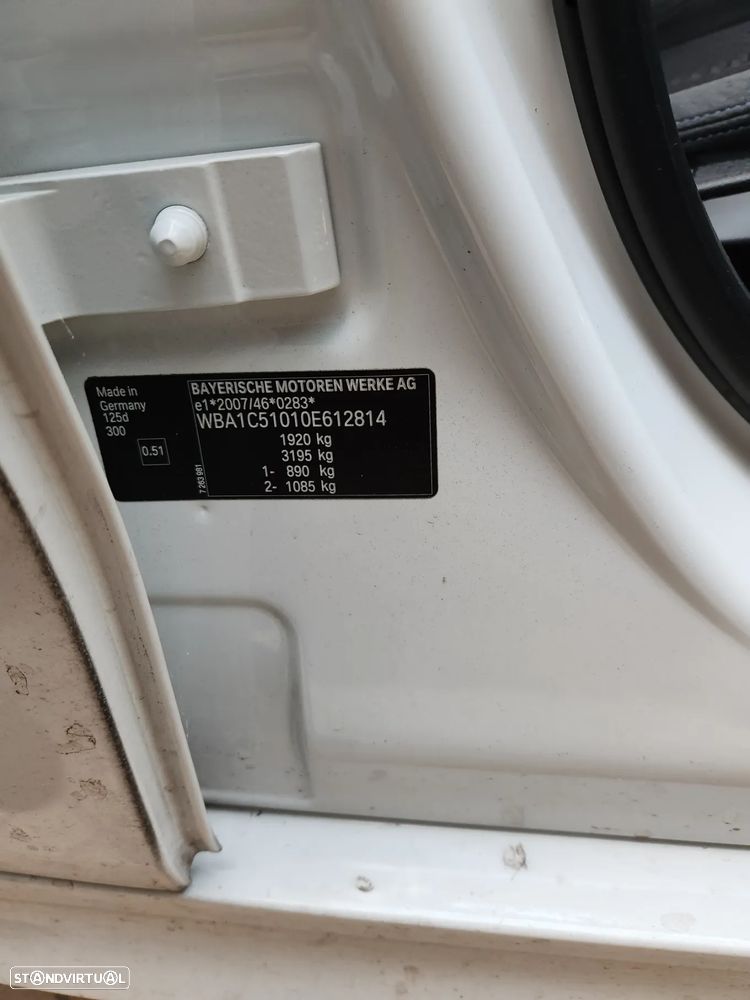 Made in
Germany
125d
300
0.51
7 263 981
BAYERISCHE MOTOREN WERKE AG
e1*2007/46*0283*
WBA1C51010E612814
1920 kg
3195 kg
1- 890 kg
2- 1085 kg
STANDVIRTUAL